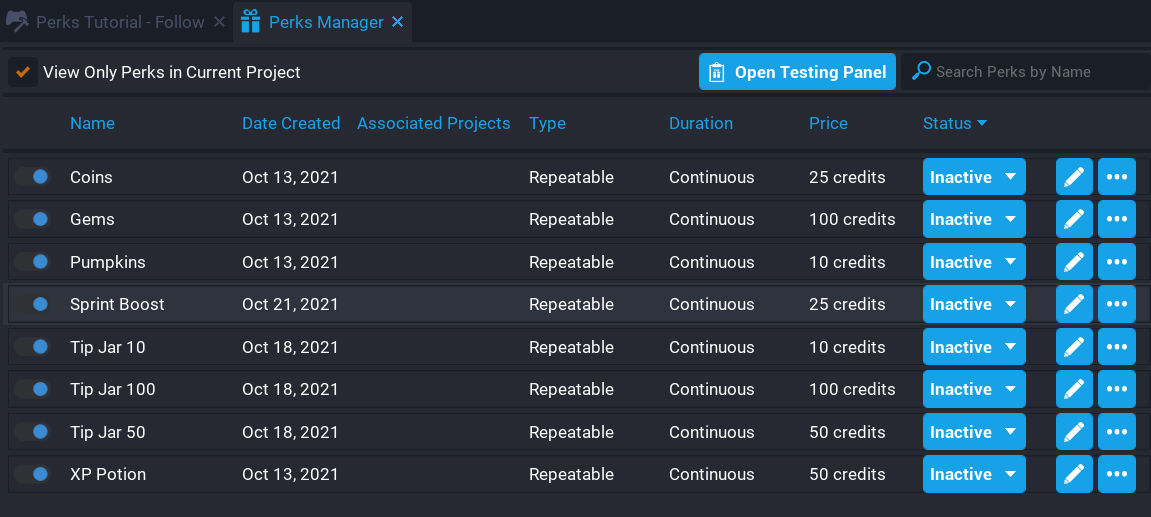 Perks Tutorial - Follow Perks Manager
View Only Perks in Current Project Open Testing Panel Search Perks by Name
Name Date Created Associated Projects Type Duration Price Status
Coins Oct 13, 2021 Repeatable Continuous 25 credits Inactive
Gems Oct 13, 2021 Repeatable Continuous 100 credits Inactive
Pumpkins Oct 13, 2021 Repeatable Continuous 10 credits Inactive
Sprint Boost Oct 21, 2021 Repeatable Continuous 25 credits Inactive
Tip Jar 10 Oct 18, 2021 Repeatable Continuous 10 credits Inactive
Tip Jar 100 Oct 18, 2021 Repeatable Continuous 100 credits Inactive
Tip Jar 50 Oct 18, 2021 Repeatable Continuous 50 credits Inactive
XP Potion Oct 13, 2021 Repeatable Continuous 50 credits Inactive